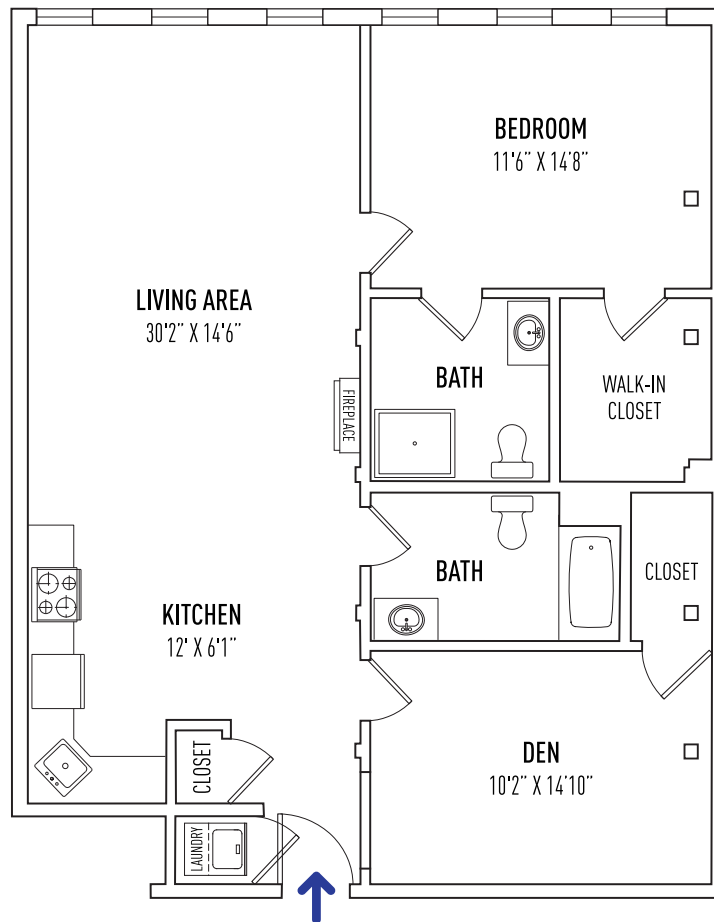 BEDROOM
11'6" X 14'8"
LIVING AREA
30'2" X 14'6"
BATH
WALK-IN
CLOSET
FIREPLACE
BATH
CLOSET
KITCHEN
12' X 6'1"
CLOSET
DEN
10'2" X 14'10"
LAUNDRY